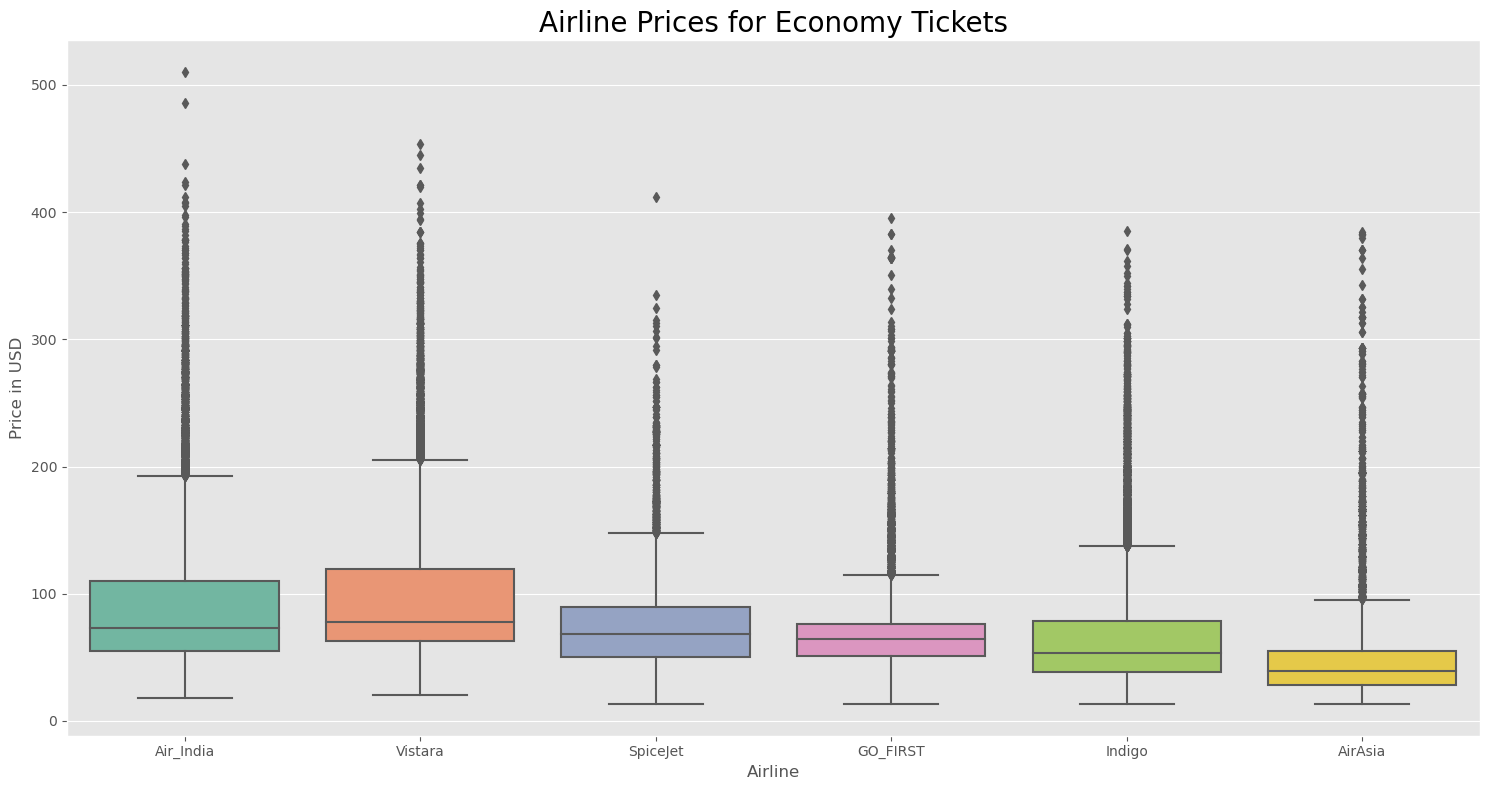 Airline Prices for Economy Tickets
Price in USD
500
400
300
200
100
0
Air_India
Vistara
SpiceJet
GO_FIRST
Indigo
AirAsia
Airline